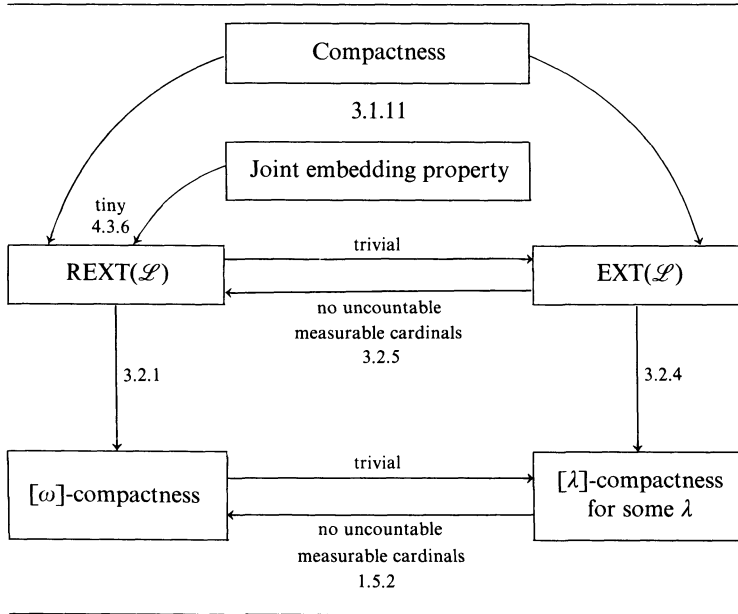 Compactness
3.1.11
Joint embedding property
tiny
4.3.6
REXT(ℒ)
trivial
EXT(ℒ)
no uncountable
measurable cardinals
3.2.5
3.2.1
3.2.4
[ω]-compactness
trivial
[λ]-compactness
for some λ
no uncountable
measurable cardinals
1.5.2